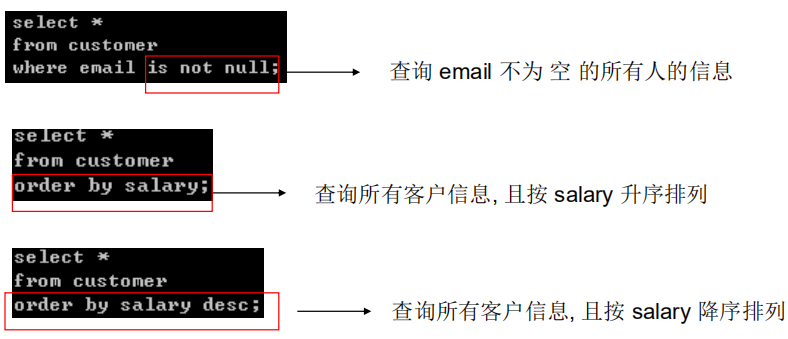 select *
from customer
where email is not null;
查询 email 不为 空 的所有人的信息
select *
from customer
order by salary;
查询所有客户信息, 且按 salary 升序排列
select *
from customer
order by salary desc;
查询所有客户信息, 且按 salary 降序排列